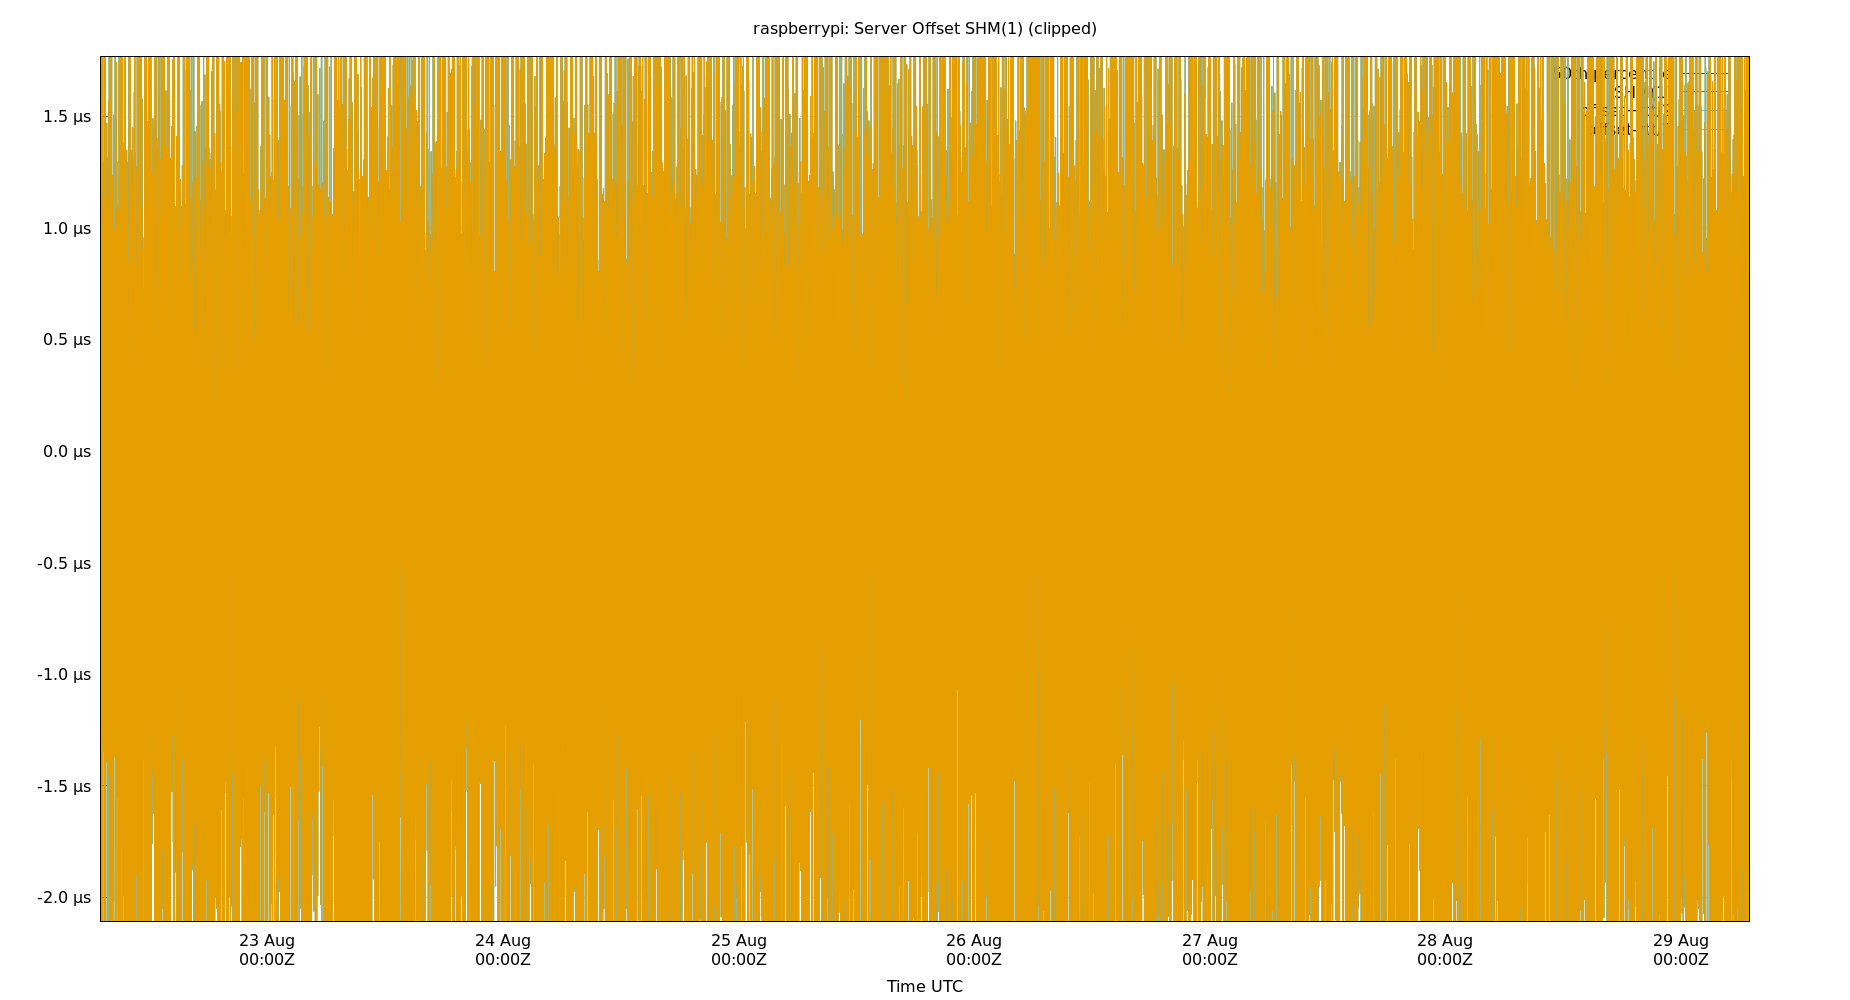 raspberrypi: Server Offset SHM(1) (clipped)
1.5 µs
1.0 µs
0.5 µs
0.0 µs
-0.5 µs
-1.0 µs
-1.5 µs
-2.0 µs
23 Aug 24 Aug 25 Aug 26 Aug 27 Aug 28 Aug 29 Aug
00:00Z 00:00Z 00:00Z 00:00Z 00:00Z 00:00Z 00:00Z
Time UTC